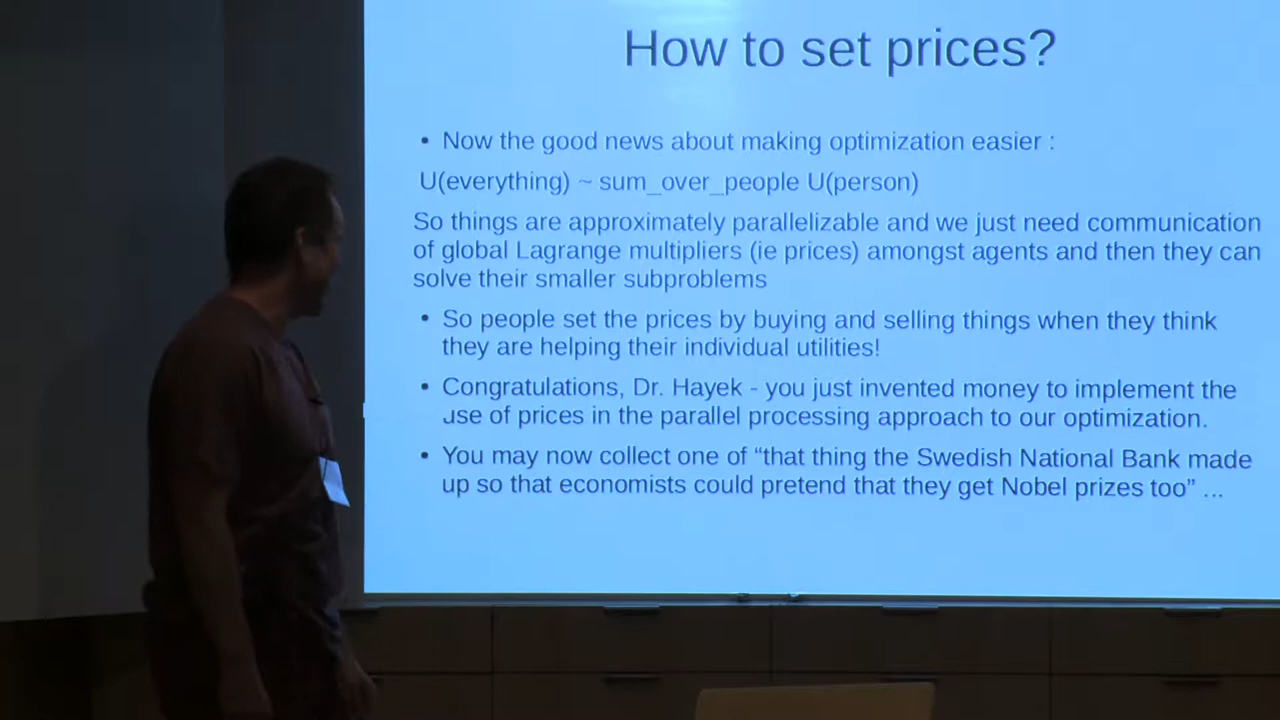 How to set prices?
• Now the good news about making optimization easier :
U(everything) ~ sum_over_people U(person)
So things are approximately parallelizable and we just need communication
of global Lagrange multipliers (ie prices) amongst agents and then they can
solve their smaller subproblems
• So people set the prices by buying and selling things when they think
they are helping their individual utilities!
• Congratulations, Dr. Hayek - you just invented money to implement the
use of prices in the parallel processing approach to our optimization.
• You may now collect one of “that thing the Swedish National Bank made
up so that economists could pretend that they get Nobel prizes too” ...